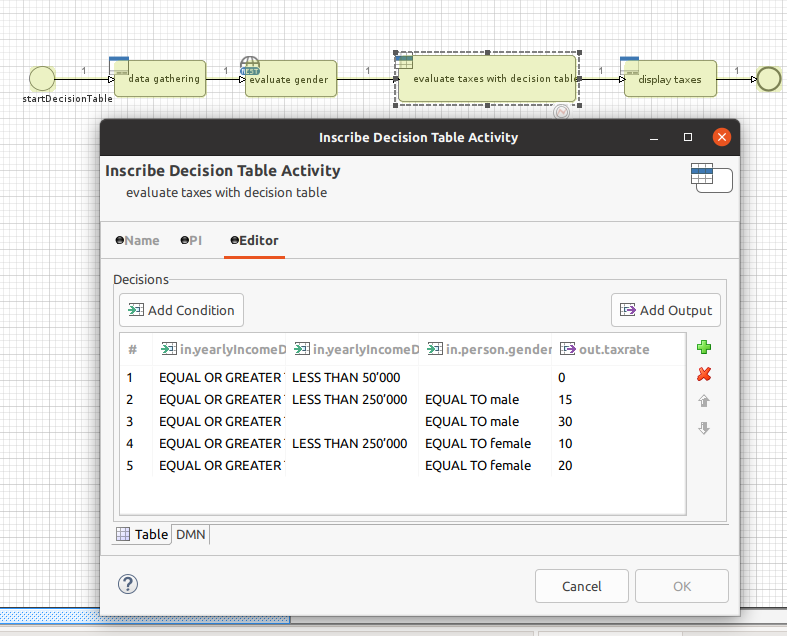 1 1 1 1 1
data gathering
REST
evaluate gender
evaluate taxes with decision table
display taxes
startDecisionTable
Inscribe Decision Table Activity
Inscribe Decision Table Activity
evaluate taxes with decision table
Name PI Editor
Decisions
Add Condition Add Output
# in.yearlyIncomeD in.yearlyIncomeD in.person.gender out.taxrate
1 EQUAL OR GREATER LESS THAN 50’000 0
2 EQUAL OR GREATER LESS THAN 250’000 EQUAL TO male 15
3 EQUAL OR GREATER EQUAL TO male 30
4 EQUAL OR GREATER LESS THAN 250’000 EQUAL TO female 10
5 EQUAL OR GREATER EQUAL TO female 20
Table DMN
? Cancel OK